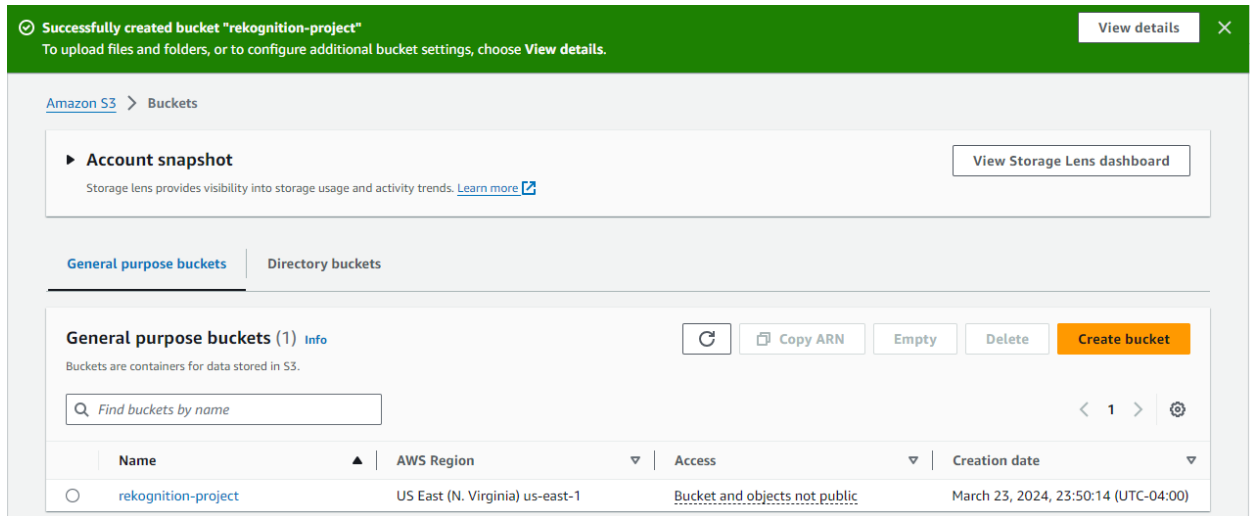 Successfully created bucket "rekognition-project"
View details
To upload files and folders, or to configure additional bucket settings, choose View details.
Amazon S3 > Buckets
Account snapshot
View Storage Lens dashboard
Storage lens provides visibility into storage usage and activity trends. Learn more
General purpose buckets Directory buckets
General purpose buckets (1) Info
Copy ARN Empty Delete Create bucket
Buckets are containers for data stored in S3.
Find buckets by name
1
Name AWS Region Access Creation date
rekognition-project US East (N. Virginia) us-east-1 Bucket and objects not public March 23, 2024, 23:50:14 (UTC-04:00)